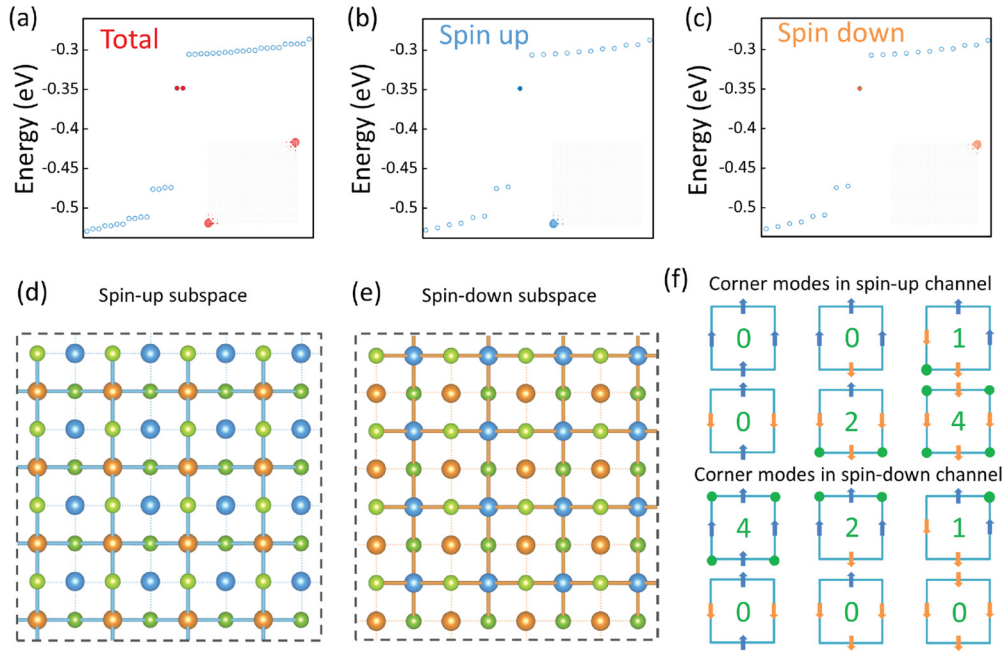 (a)
Total
Energy (eV)
-0.3
-0.35
-0.4
-0.45
-0.5
(b)
Spin up
Energy (eV)
-0.3
-0.35
-0.4
-0.45
-0.5
(c)
Spin down
Energy (eV)
-0.3
-0.35
-0.4
-0.45
-0.5
(d)
Spin-up subspace
(e)
Spin-down subspace
(f)
Corner modes in spin-up channel
0 0 1
0 2 4
Corner modes in spin-down channel
4 2 1
0 0 0